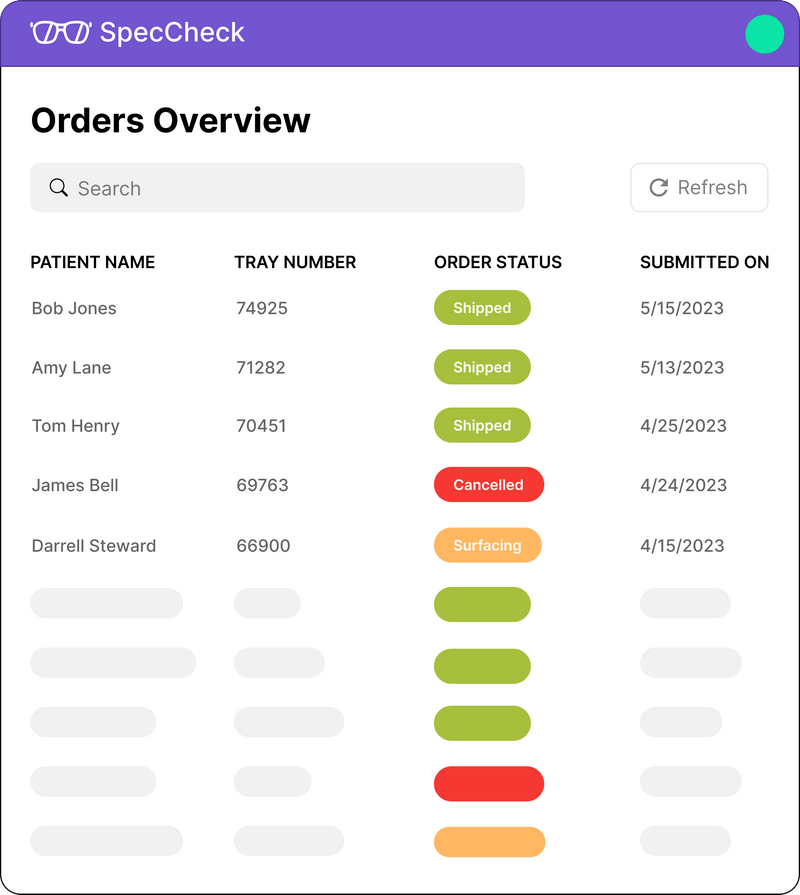 SpecCheck
Orders Overview
Search
Refresh
PATIENT NAME TRAY NUMBER ORDER STATUS SUBMITTED ON
Bob Jones 74925 Shipped 5/15/2023
Amy Lane 71282 Shipped 5/13/2023
Tom Henry 70451 Shipped 4/25/2023
James Bell 69763 Cancelled 4/24/2023
Darrell Steward 66900 Surfacing 4/15/2023